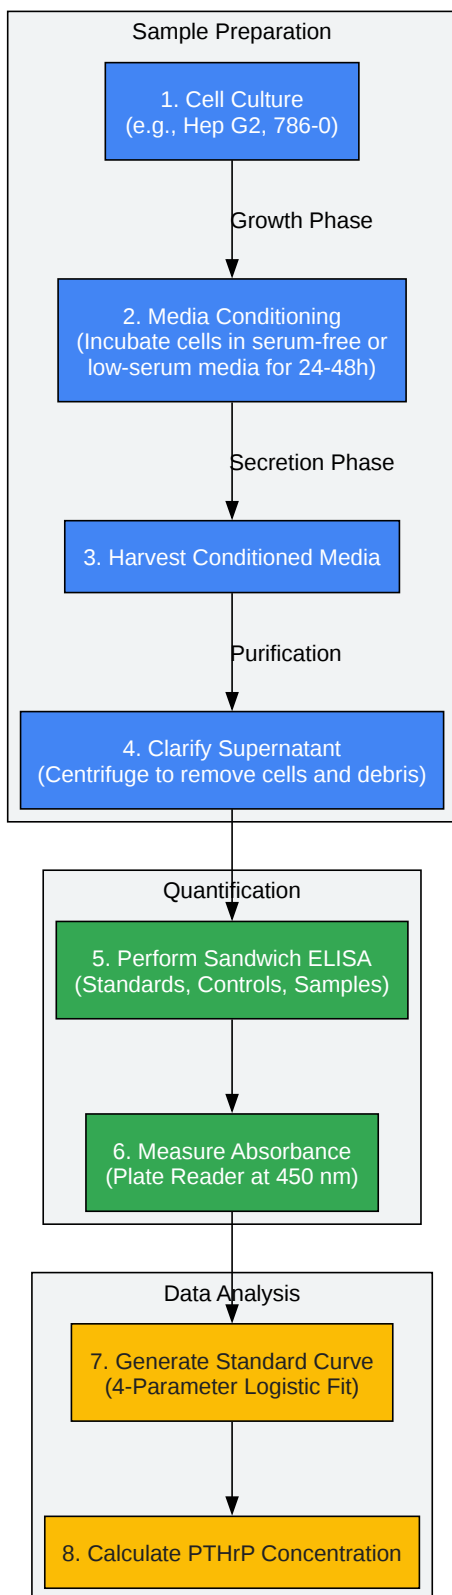 Sample Preparation
1. Cell Culture
(e.g., Hep G2, 786-0)
Growth Phase
2. Media Conditioning
(Incubate cells in serum-free or
low-serum media for 24-48h)
Secretion Phase
3. Harvest Conditioned Media
Purification
4. Clarify Supernatant
(Centrifuge to remove cells and debris)
Quantification
5. Perform Sandwich ELISA
(Standards, Controls, Samples)
6. Measure Absorbance
(Plate Reader at 450 nm)
Data Analysis
7. Generate Standard Curve
(4-Parameter Logistic Fit)
8. Calculate PTHrP Concentration